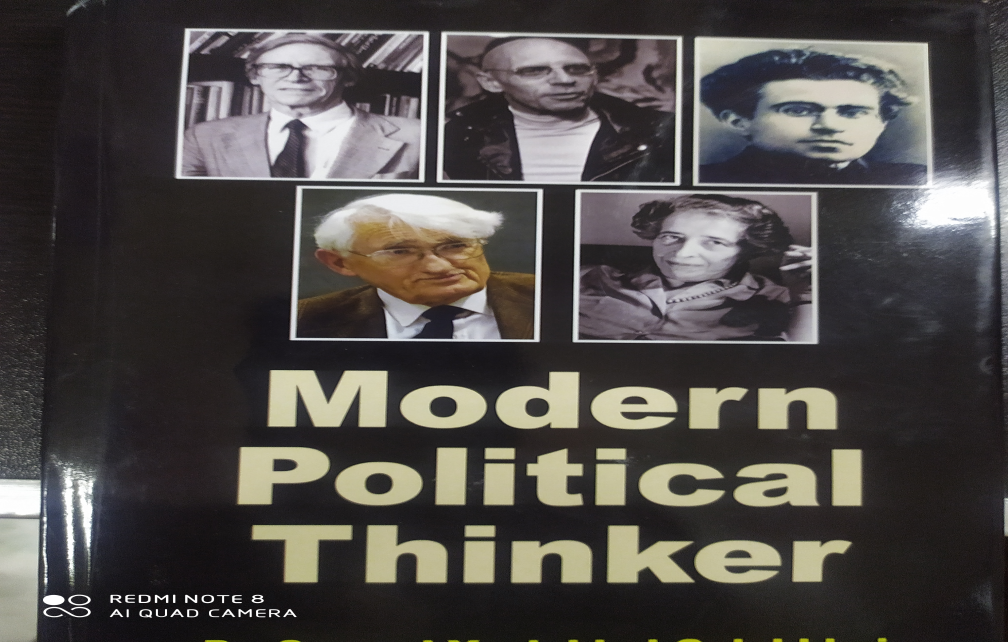 Modern
Political
Thinker
REDMI NOTE 8
AI QUAD CAMERA